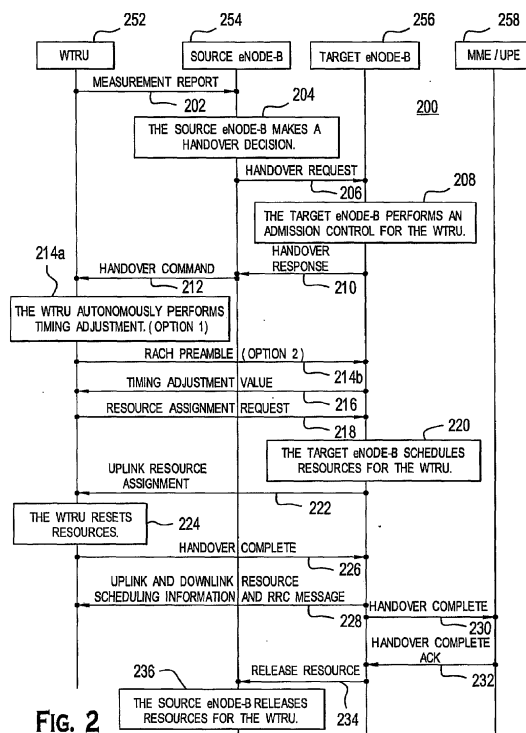 252
254
256
258
WTRU
SOURCE eNODE-B
TARGET eNODE-B
MME / UPE
MEASUREMENT REPORT
202
204
200
THE SOURCE eNODE-B MAKES A
HANDOVER DECISION.
HANDOVER REQUEST
206
208
THE TARGET eNODE-B PERFORMS AN
ADMISSION CONTROL FOR THE WTRU.
214a
HANDOVER
RESPONSE
HANDOVER COMMAND
212
210
THE WTRU AUTONOMOUSLY PERFORMS
TIMING ADJUSTMENT. (OPTION 1)
RACH PREAMBLE (OPTION 2)
214b
TIMING ADJUSTMENT VALUE
216
RESOURCE ASSIGNMENT REQUEST
218
220
THE TARGET eNODE-B SCHEDULES
RESOURCES FOR THE WTRU.
UPLINK RESOURCE
ASSIGNMENT
222
THE WTRU RESETS
RESOURCES.
224
HANDOVER COMPLETE
226
UPLINK AND DOWNLINK RESOURCE
SCHEDULING INFORMATION AND RRC MESSAGE
228
HANDOVER COMPLETE
230
HANDOVER COMPLETE
ACK
232
236
RELEASE RESOURCE
234
THE SOURCE eNODE-B RELEASES
RESOURCES FOR THE WTRU.
FIG. 2